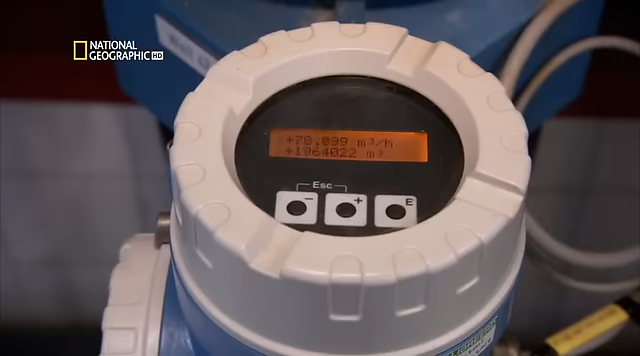 NATIONAL
GEOGRAPHIC HD
+78.099 m³/h
+1964022 m³
Esc
- + E